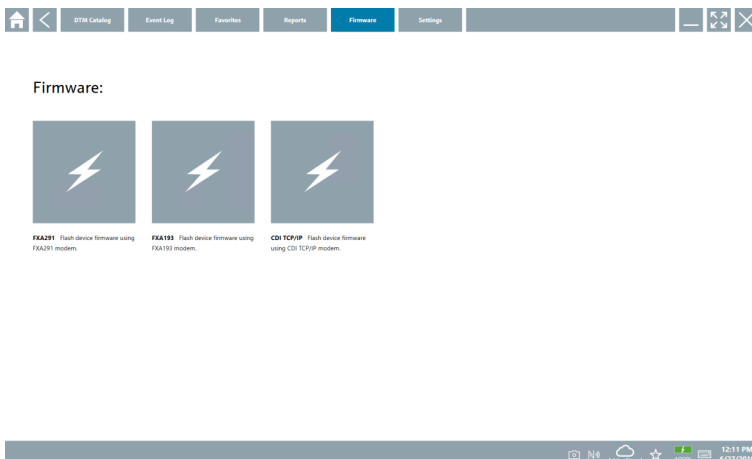 DTM Catalog Event Log Favorites Reports Firmware Settings
Firmware:
FXA291 Flash device firmware using
FXA291 modem.
FXA193 Flash device firmware using
FXA193 modem.
CDI TCP/IP Flash device firmware
using CDI TCP/IP modem.
12:11 PM